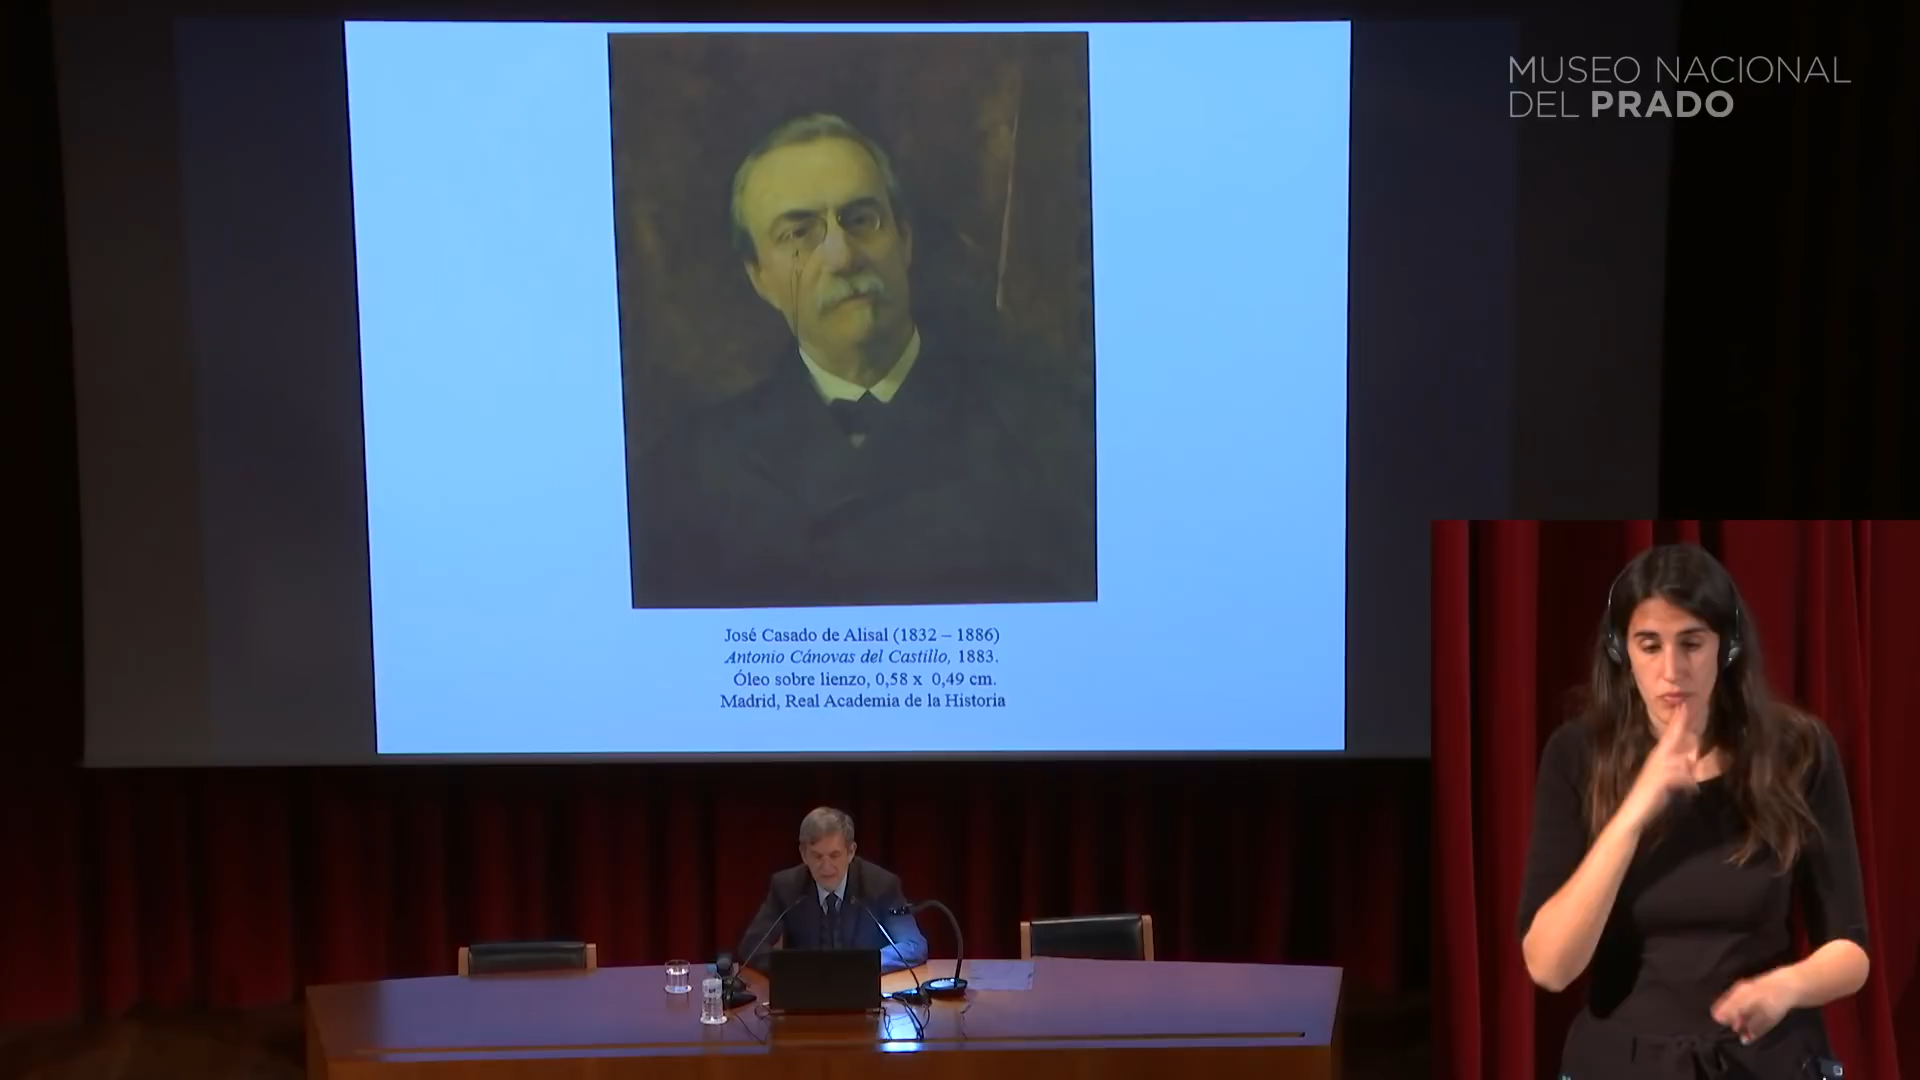 MUSEO NACIONAL
DEL PRADO
José Casado de Alisal (1832 – 1886)
Antonio Cánovas del Castillo, 1883.
Óleo sobre lienzo, 0,58 x 0,49 cm.
Madrid, Real Academia de la Historia